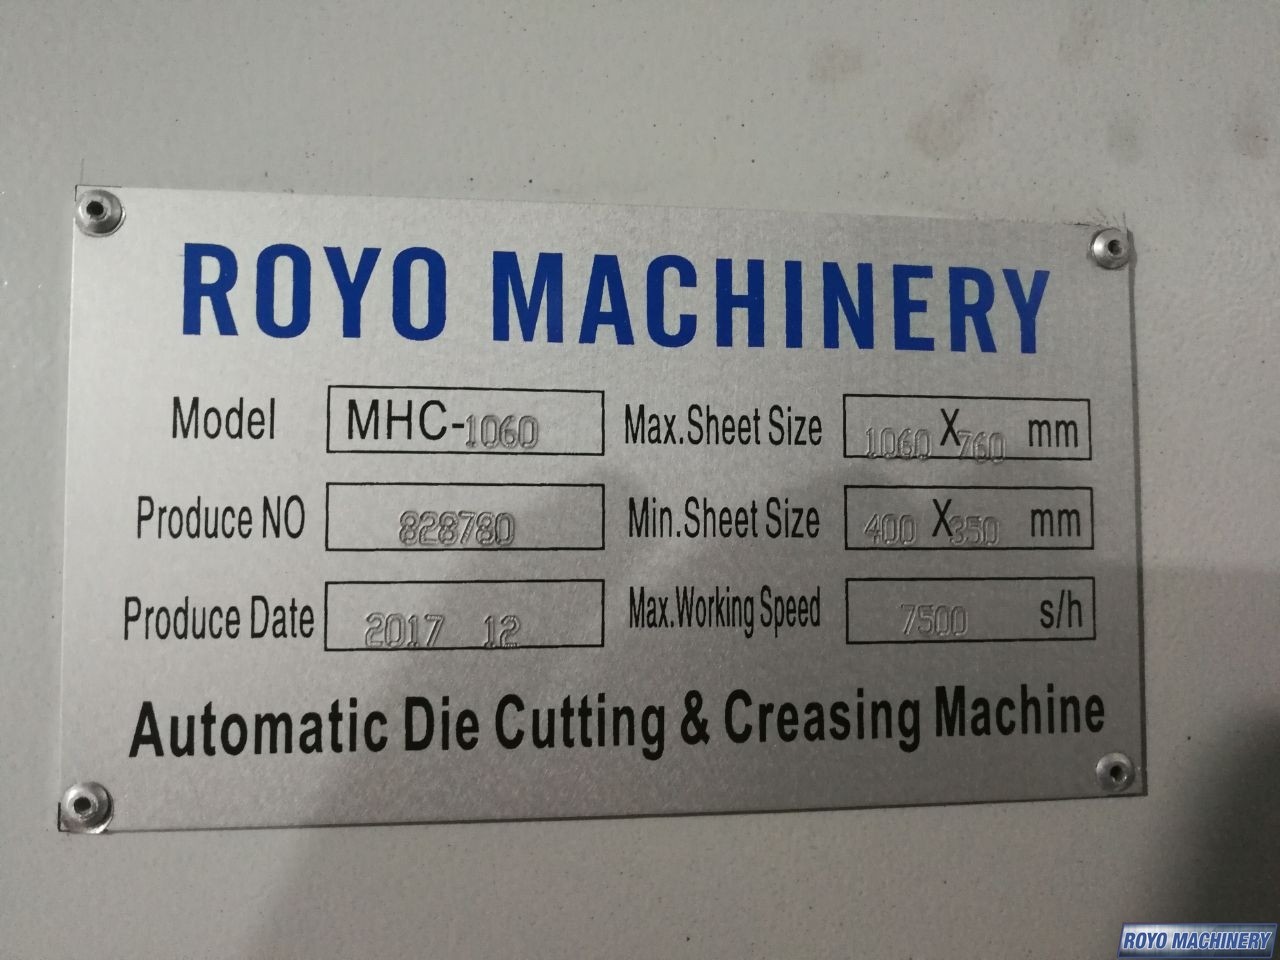 ROYO MACHINERY
Model MHC-1060 Max.Sheet Size 1060 X 760 mm
Produce NO 828780 Min.Sheet Size 400 X 350 mm
Produce Date 2017 12 Max.Working Speed 7500 s/h
Automatic Die Cutting & Creasing Machine
ROYO MACHINERY